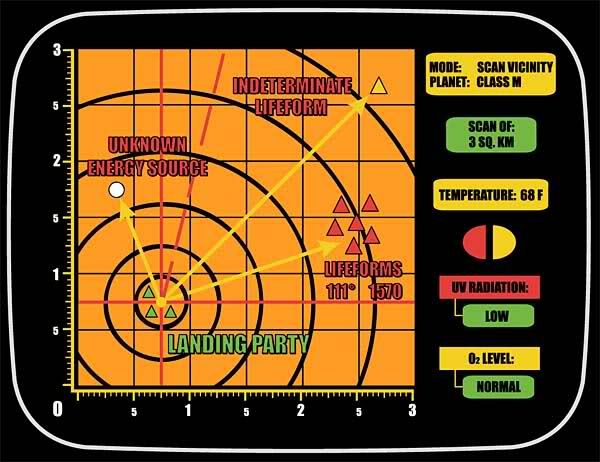 3
5
2
5
1
5
0
5
1
5
2
5
3
INDETERMINATE
LIFEFORM
UNKNOWN
ENERGY SOURCE
LIFEFORMS
111° 1570
LANDING PARTY
MODE: SCAN VICINITY
PLANET: CLASS M
SCAN OF:
3 SQ. KM
TEMPERATURE: 68 F
UV RADIATION:
LOW
O₂ LEVEL:
NORMAL